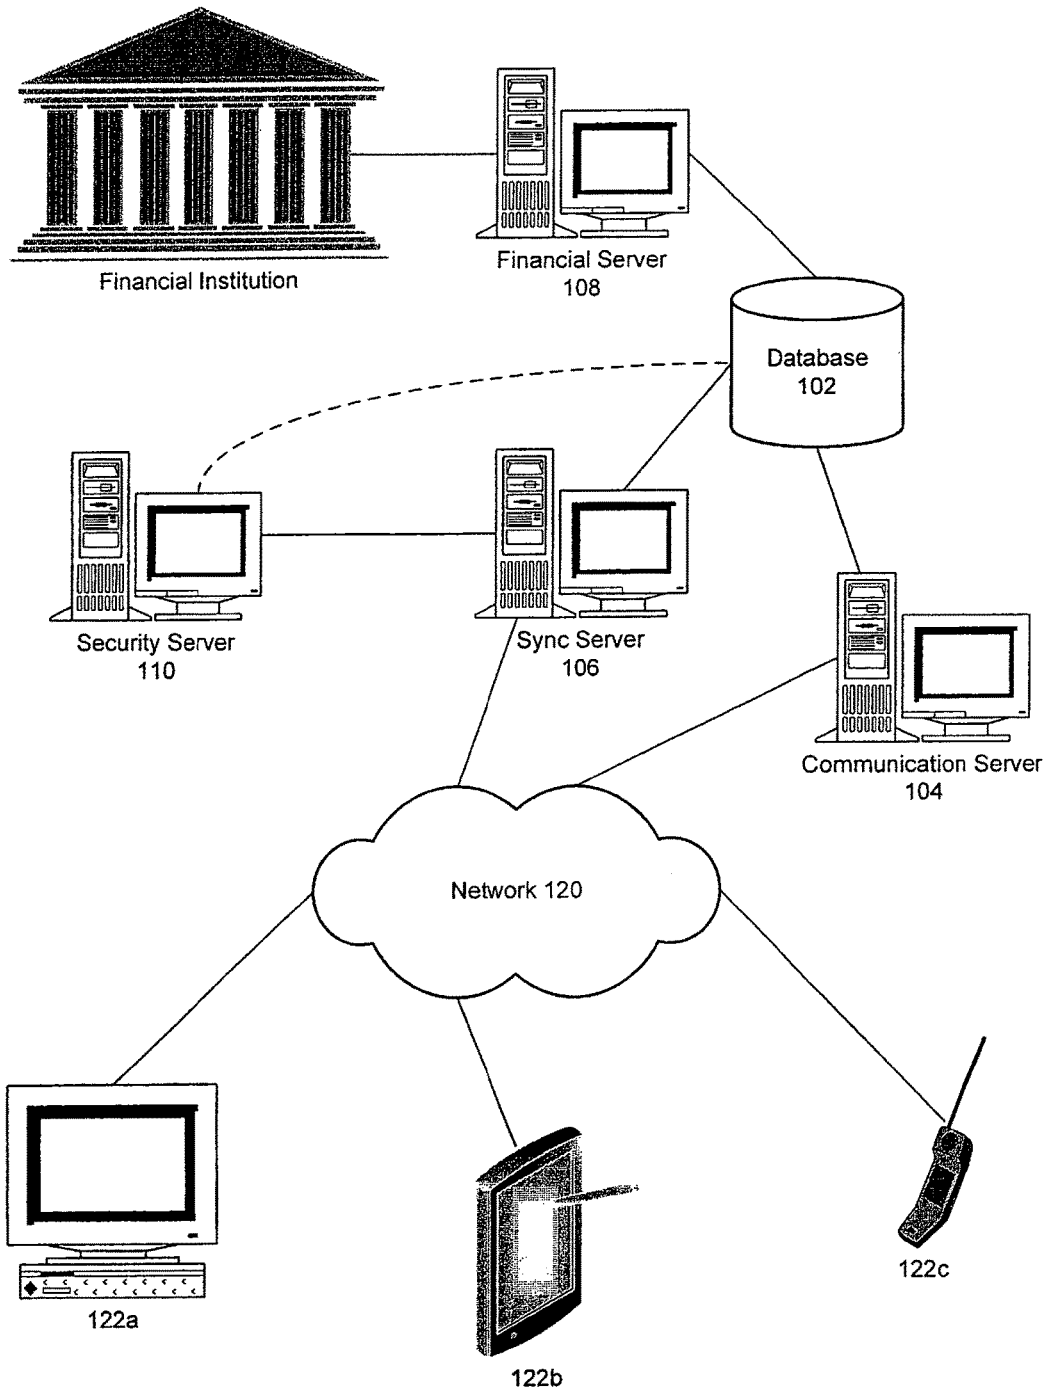 Financial Institution
Financial Server
108
Database
102
Security Server
110
Sync Server
106
Communication Server
104
Network 120
122a
122b
122c